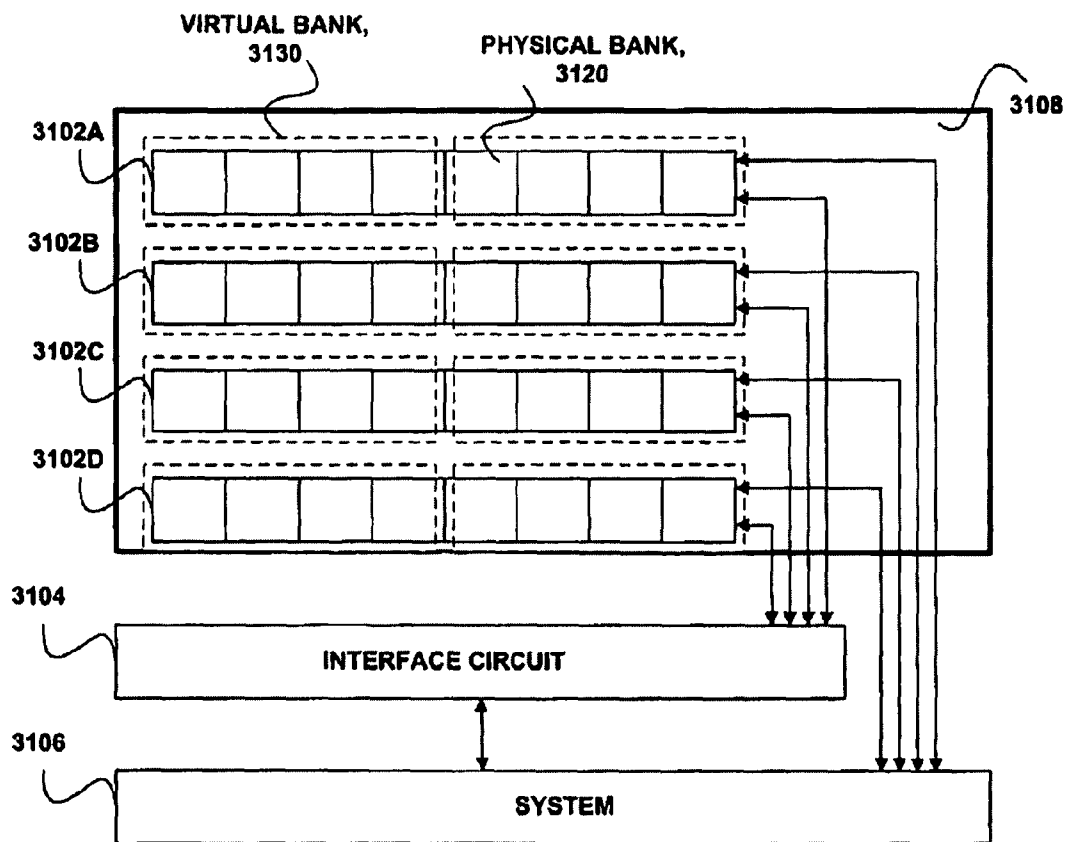 VIRTUAL BANK,
3130
PHYSICAL BANK,
3120
3108
3102A
3102B
3102C
3102D
3104
INTERFACE CIRCUIT
3106
SYSTEM